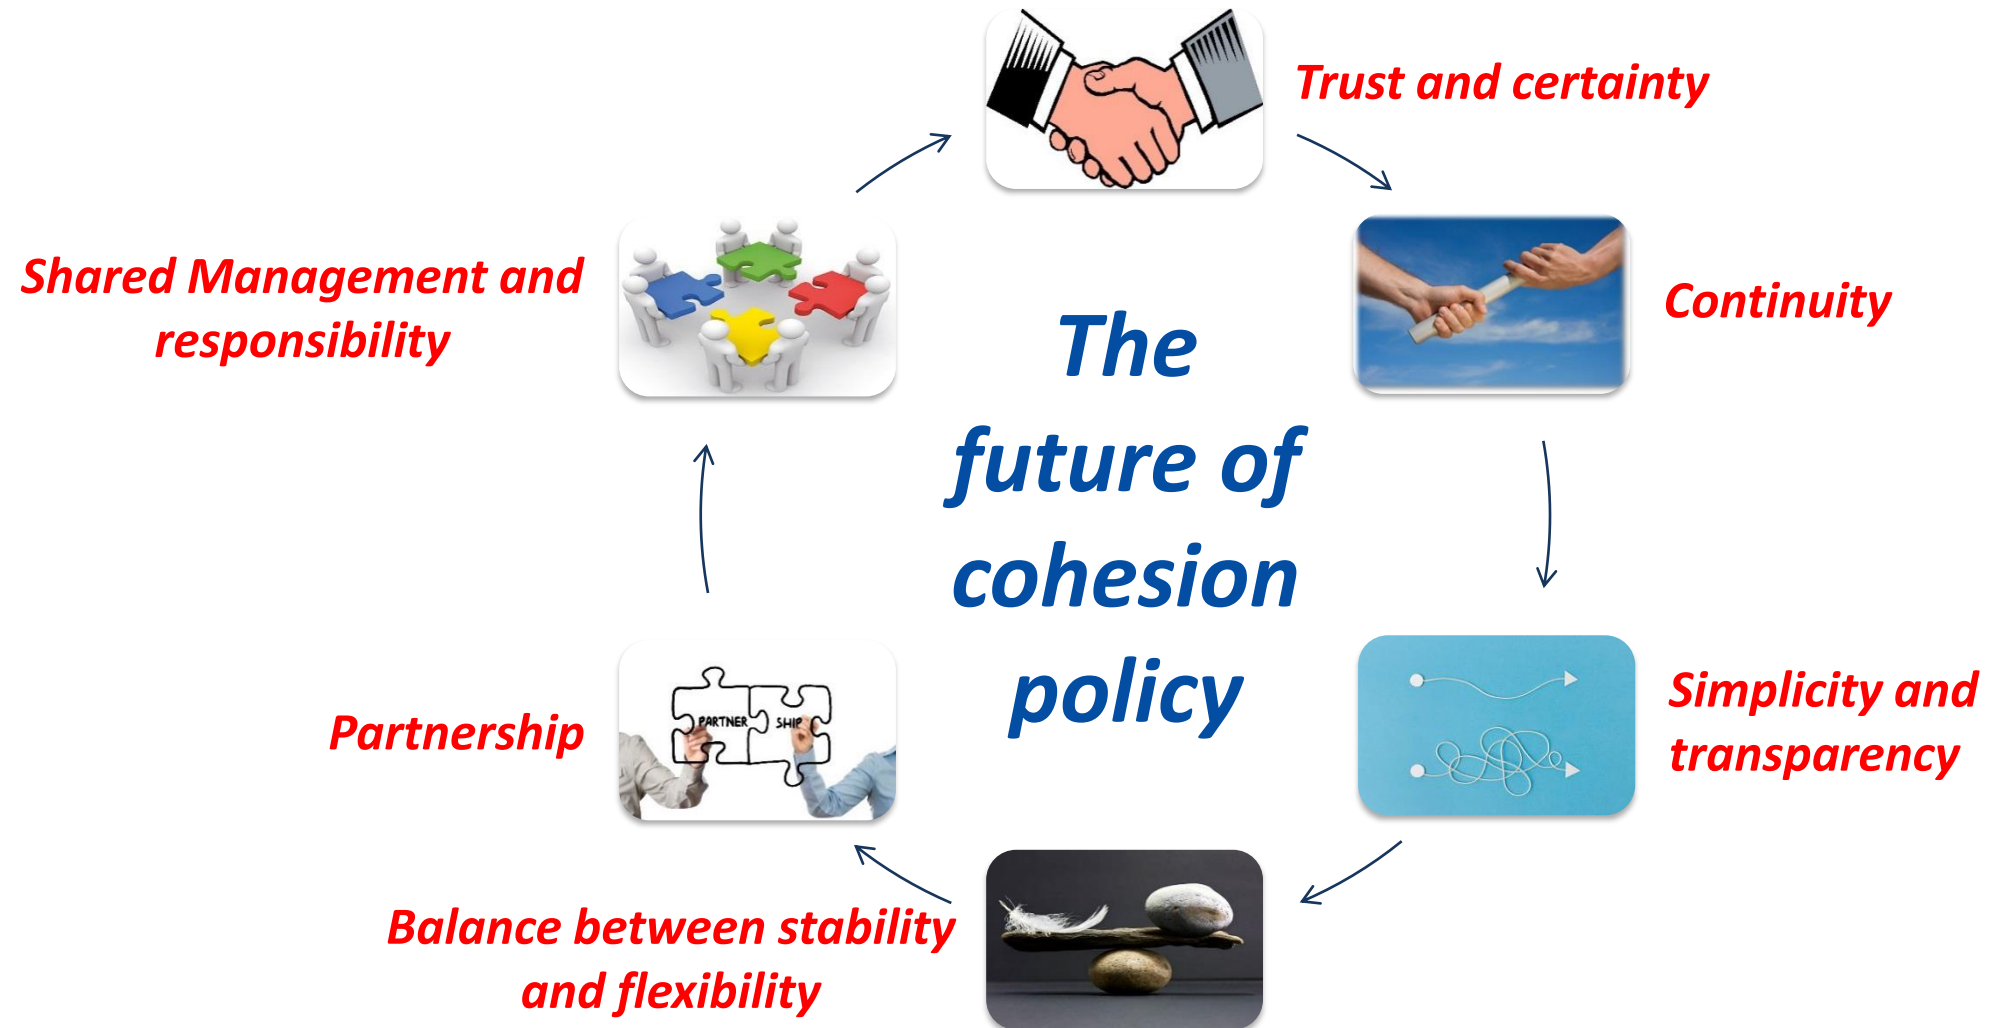 Trust and certainty
Continuity
Simplicity and
transparency
Balance between stability
and flexibility
Partnership
PARTNER SHIP
Shared Management and
responsibility
The
future of
cohesion
policy